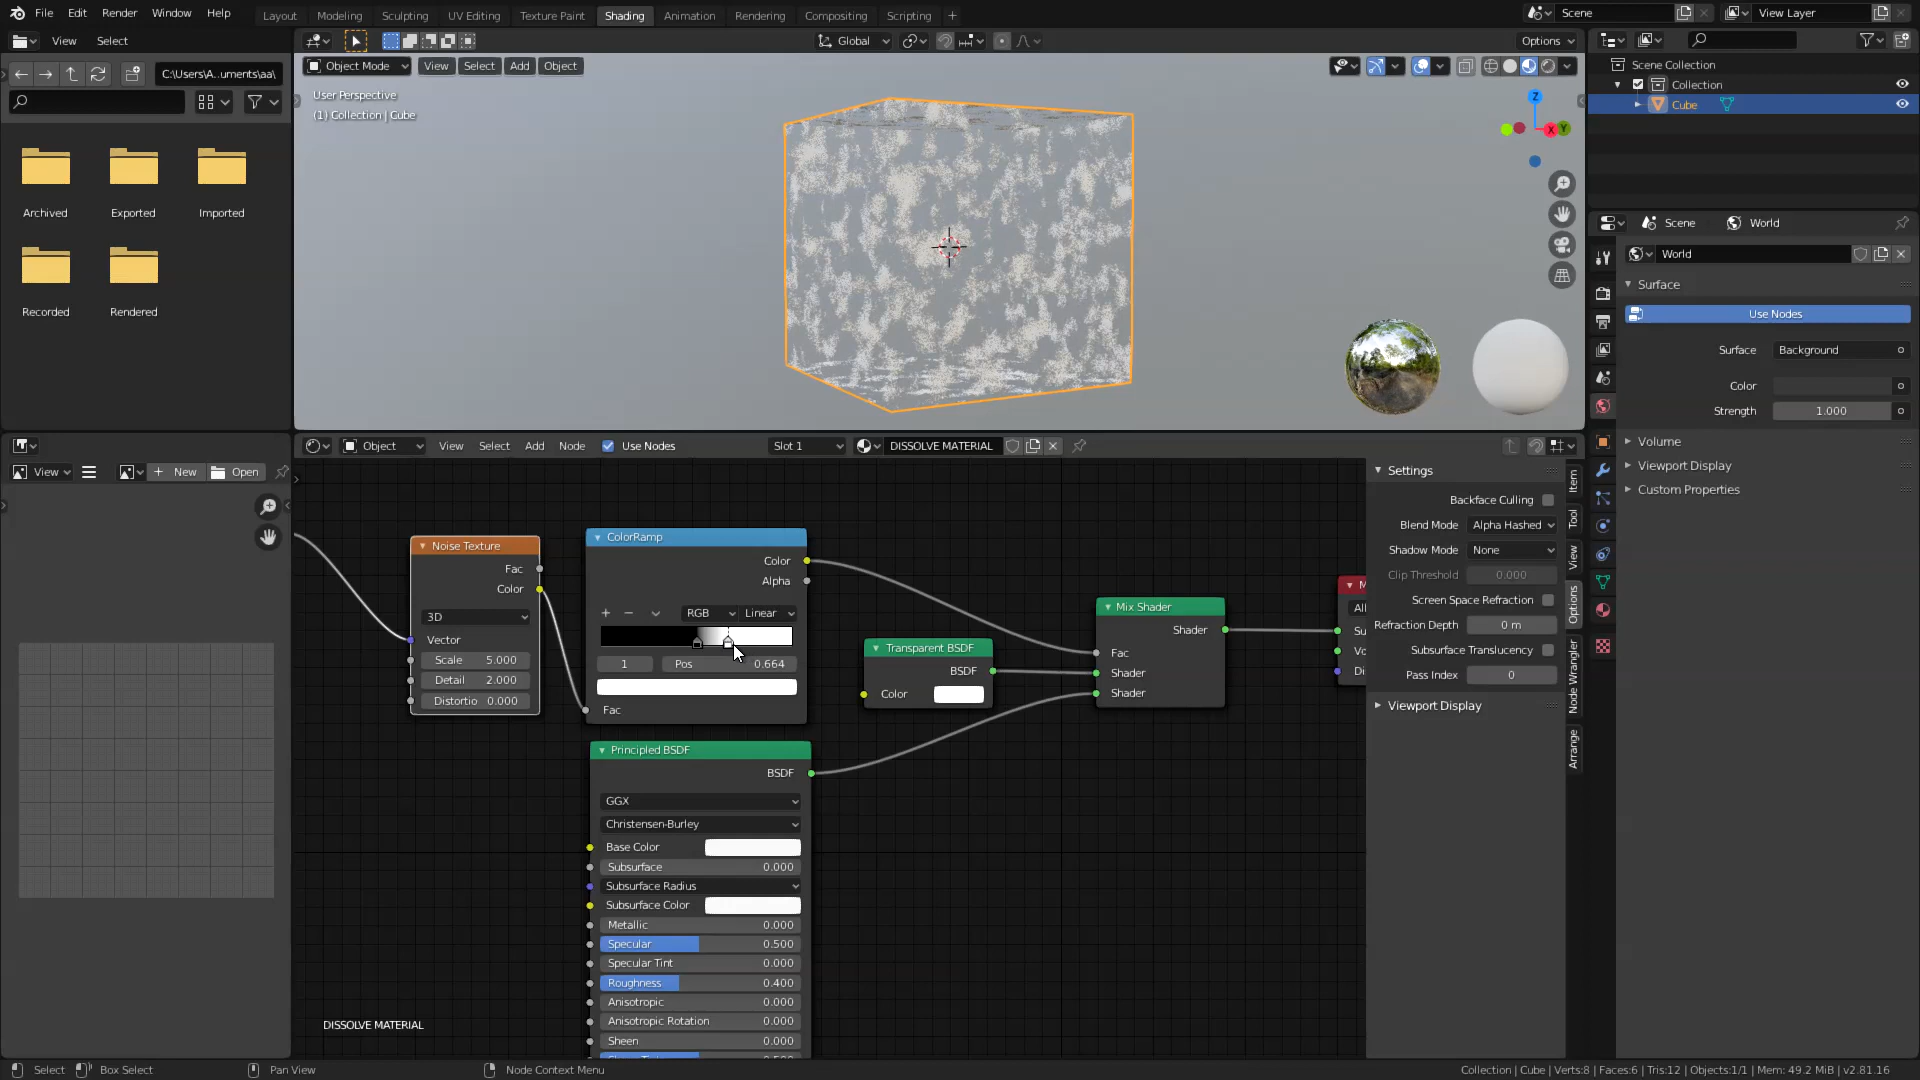 File Edit Render Window Help
Layout Modeling Sculpting UV Editing Texture Paint Shading Animation Rendering Compositing Scripting +
Scene
View Layer
View Select
Global
Options
C:\Users\A..uments\aa\
Object Mode View Select Add Object
User Perspective
(1) Collection | Cube
Z
X
Y
Archived Exported Imported
Recorded Rendered
Scene Collection
Collection
Cube
Scene World
World
Surface
Use Nodes
Surface Background
Color
Strength 1.000
Volume
Viewport Display
Custom Properties
Object View Select Add Node Use Nodes Slot 1 DISSOLVE MATERIAL
View New Open
Noise Texture
Fac
Color
3D
Vector
Scale 5.000
Detail 2.000
Distortio 0.000
ColorRamp
Color
Alpha
+ − RGB Linear
1 Pos 0.664
Fac
Transparent BSDF
BSDF
Color
Mix Shader
Shader
Fac
Shader
Shader
M
All
Su
Vo
Di
Principled BSDF
BSDF
GGX
Christensen-Burley
Base Color
Subsurface 0.000
Subsurface Radius
Subsurface Color
Metallic 0.000
Specular 0.500
Specular Tint 0.000
Roughness 0.400
Anisotropic 0.000
Anisotropic Rotation 0.000
Sheen 0.000
Settings
Backface Culling
Blend Mode Alpha Hashed
Shadow Mode None
Clip Threshold 0.000
Screen Space Refraction
Refraction Depth 0 m
Subsurface Translucency
Pass Index 0
Viewport Display
Item
Tool
View
Options
Node Wrangler
Arrange
DISSOLVE MATERIAL
Select Box Select Pan View Node Context Menu
Collection | Cube | Verts:8 | Faces:6 | Tris:12 | Objects:1/1 | Mem: 49.2 MiB | v2.81.16